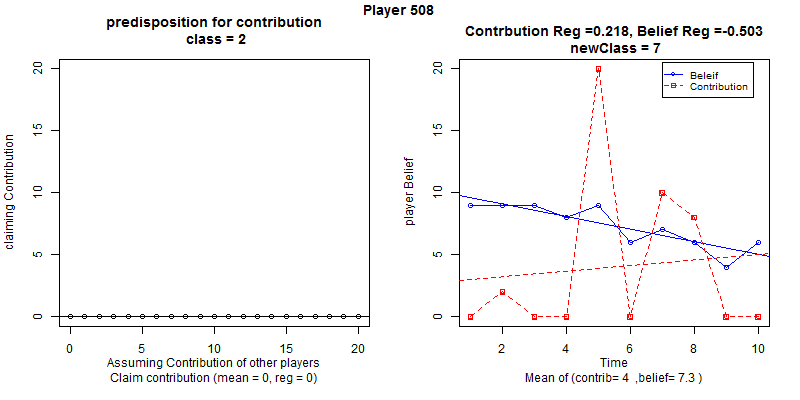 Player 508
predisposition for contribution
class = 2
claiming Contribution
20
15
10
5
0
0 5 10 15 20
Assuming Contribution of other players
Claim contribution (mean = 0, reg = 0)
Contrbution Reg =0.218, Belief Reg =-0.503
newClass = 7
Beleif
Contribution
player Belief
20
15
10
5
0
2 4 6 8 10
Time
Mean of (contrib= 4 ,belief= 7.3 )